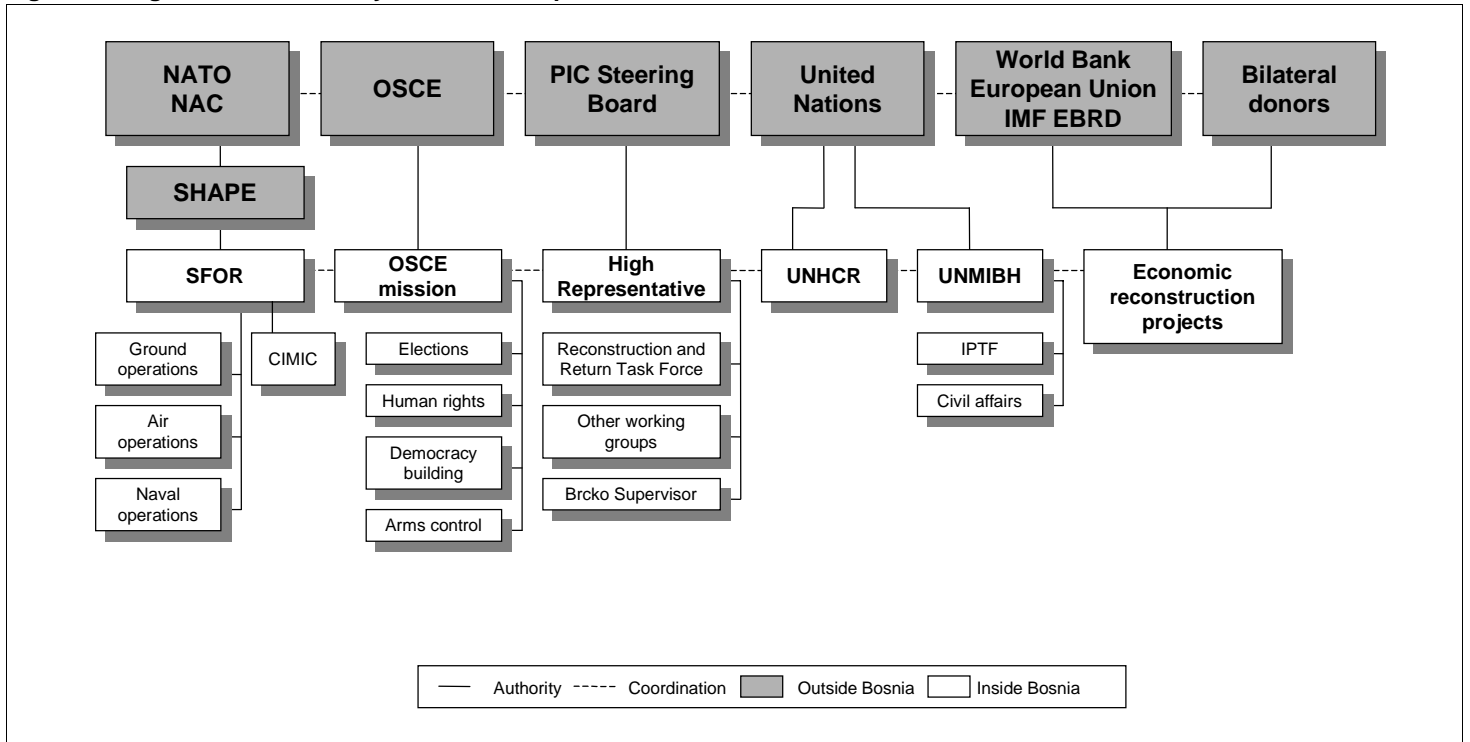 NATO
NAC
OSCE
PIC Steering
Board
United
Nations
World Bank
European Union
IMF EBRD
Bilateral
donors
SHAPE
SFOR
OSCE
mission
High
Representative
UNHCR
UNMIBH
Economic
reconstruction
projects
Ground
operations
CIMIC
Air
operations
Naval
operations
Elections
Human rights
Democracy
building
Arms control
Reconstruction and
Return Task Force
Other working
groups
Brcko Supervisor
IPTF
Civil affairs
Authority
Coordination
Outside Bosnia
Inside Bosnia